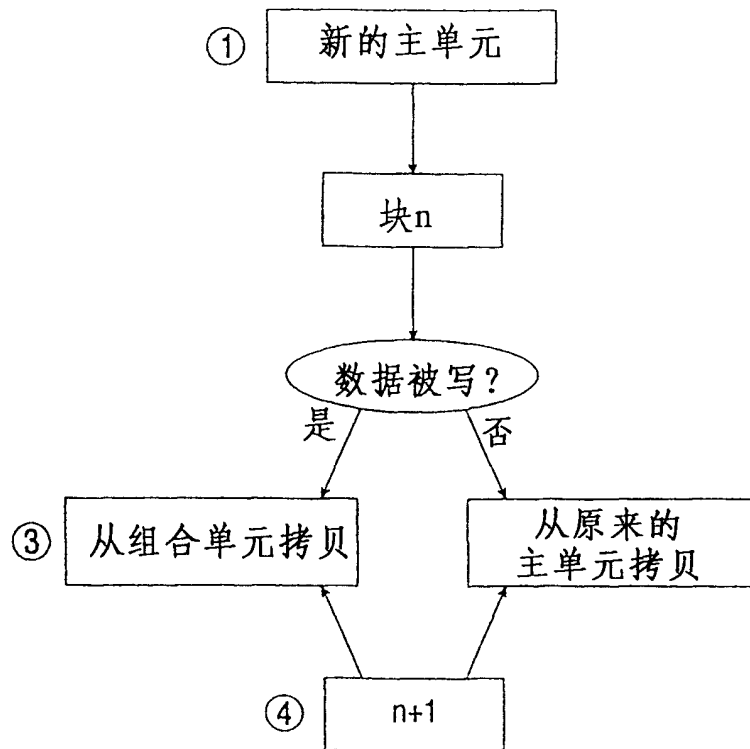 ① 新的主单元
块n
数据被写?
是
否
③ 从组合单元拷贝
从原来的
主单元拷贝
④ n+1